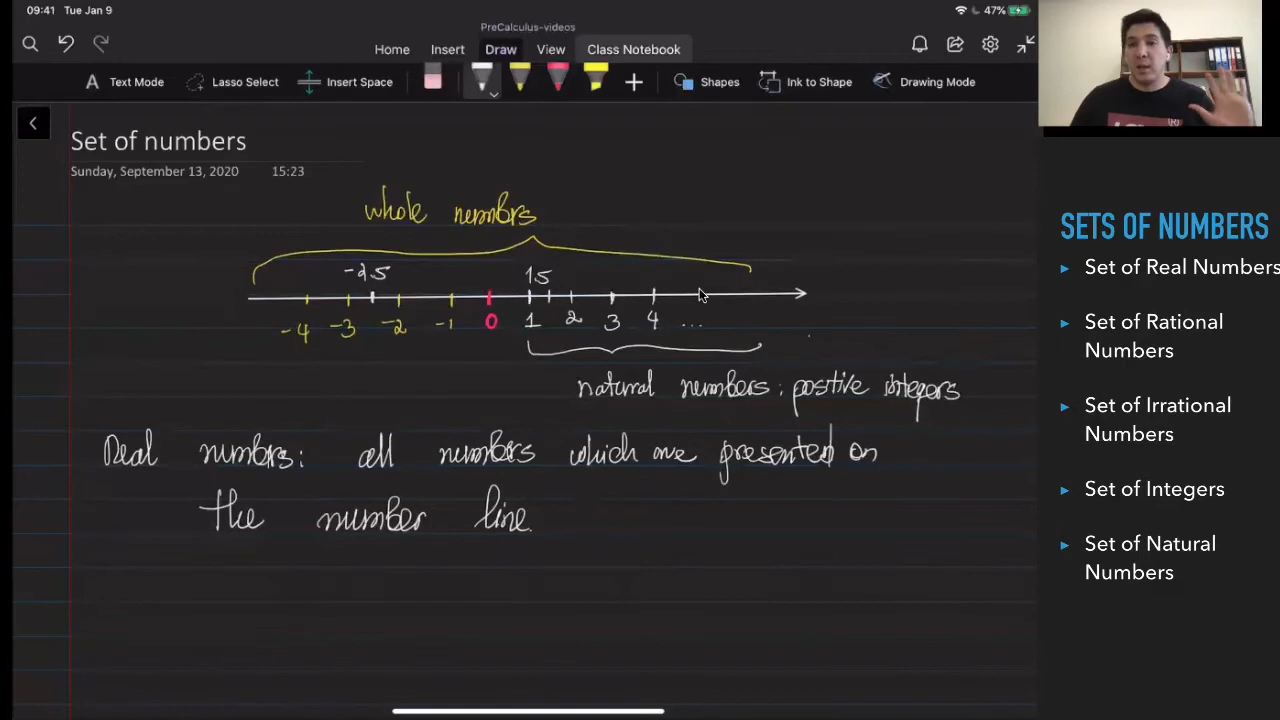 09:41 Tue Jan 9
47%
PreCalculus-videos
Home Insert Draw View Class Notebook
Text Mode Lasso Select Insert Space Shapes Ink to Shape Drawing Mode
Set of numbers
Sunday, September 13, 2020 15:23
whole numbrs
-2.5 1.5
-4 -3 -2 -1 0 1 2 3 4 ...
natural numbers: postive integers
Real numbrs: all numbers which are presented on
the number line
SETS OF NUMBERS
▸ Set of Real Numbers
▸ Set of Rational
Numbers
▸ Set of Irrational
Numbers
▸ Set of Integers
▸ Set of Natural
Numbers